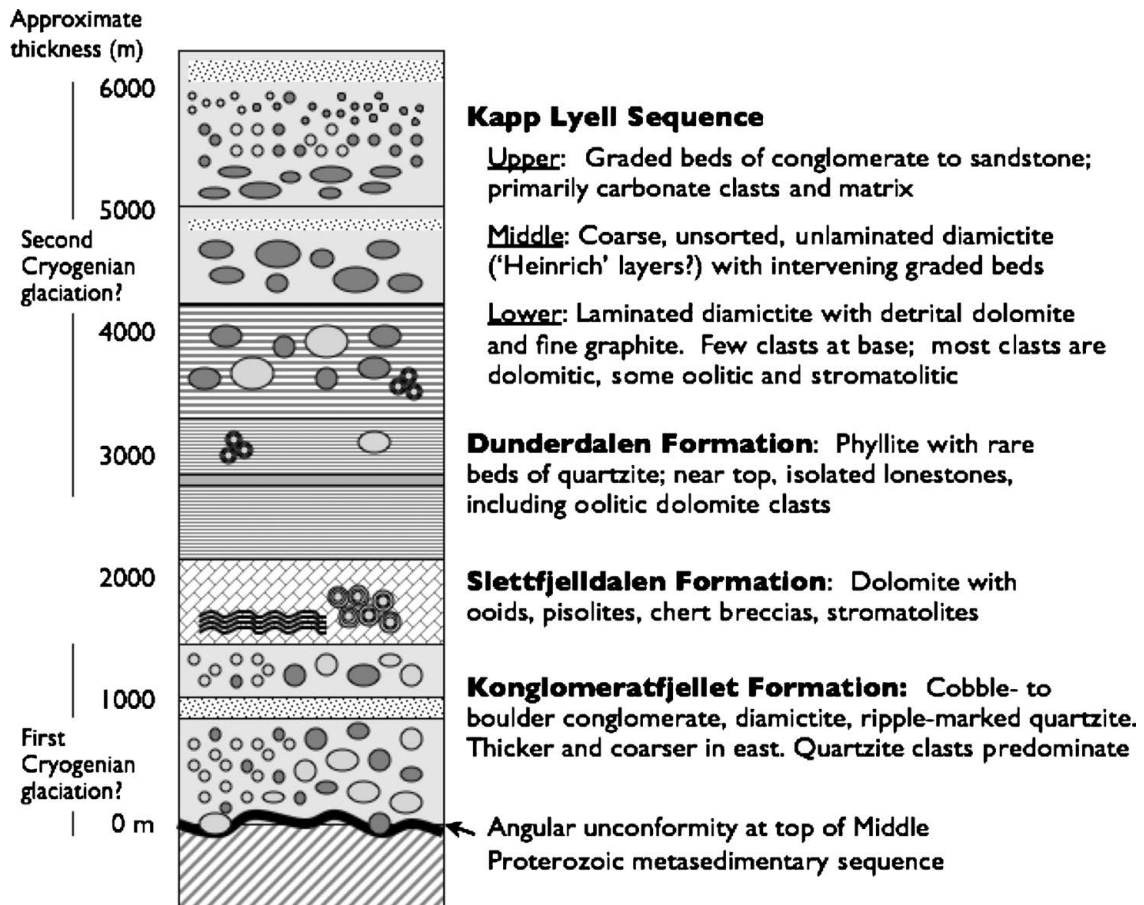 Approximate
thickness (m)
6000
5000
Second
Cryogenian
glaciation?
4000
3000
2000
1000
First
Cryogenian
glaciation?
0 m
Kapp Lyell Sequence
Upper: Graded beds of conglomerate to sandstone;
primarily carbonate clasts and matrix
Middle: Coarse, unsorted, unlaminated diamictite
(‘Heinrich’ layers?) with intervening graded beds
Lower: Laminated diamictite with detrital dolomite
and fine graphite. Few clasts at base; most clasts are
dolomitic, some oolitic and stromatolitic
Dunderdalen Formation: Phyllite with rare
beds of quartzite; near top, isolated lonestones,
including oolitic dolomite clasts
Slettfjelldalen Formation: Dolomite with
ooids, pisolites, chert breccias, stromatolites
Konglomeratfjellet Formation: Cobble- to
boulder conglomerate, diamictite, ripple-marked quartzite.
Thicker and coarser in east. Quartzite clasts predominate
Angular unconformity at top of Middle
Proterozoic metasedimentary sequence